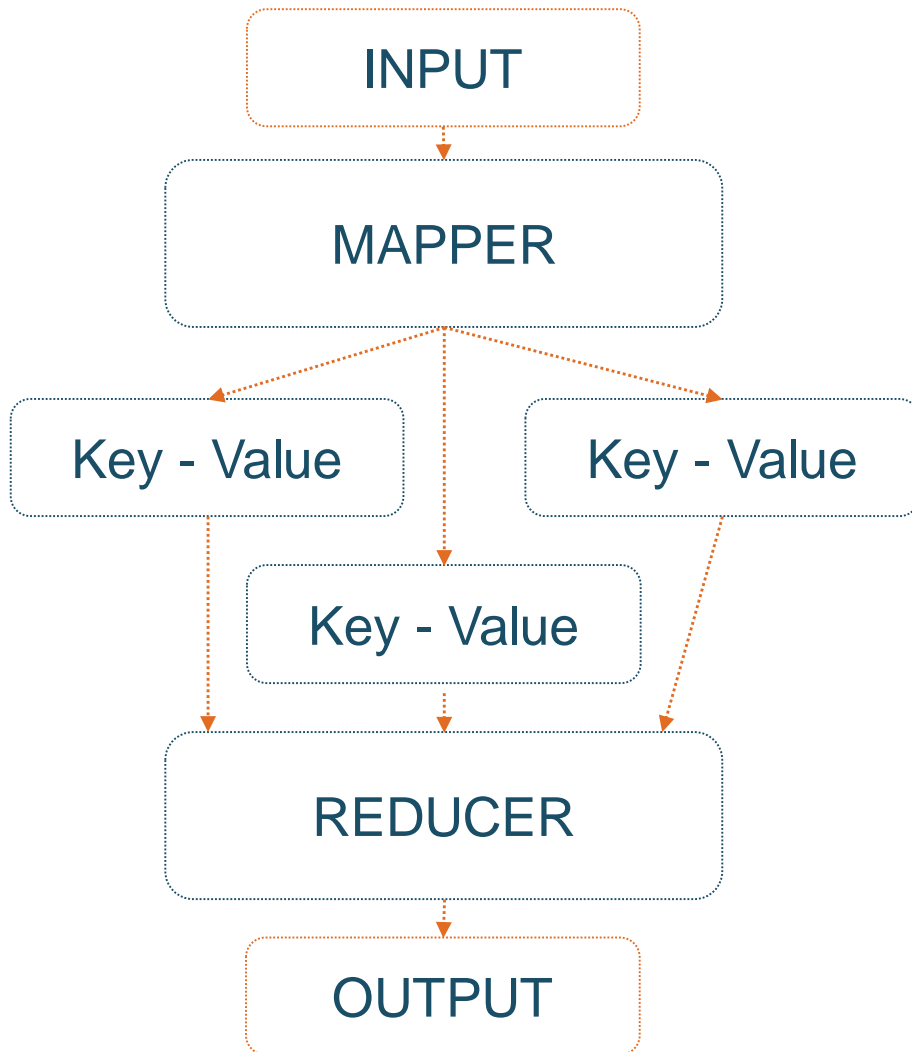 INPUT
MAPPER
Key - Value
Key - Value
Key - Value
REDUCER
OUTPUT